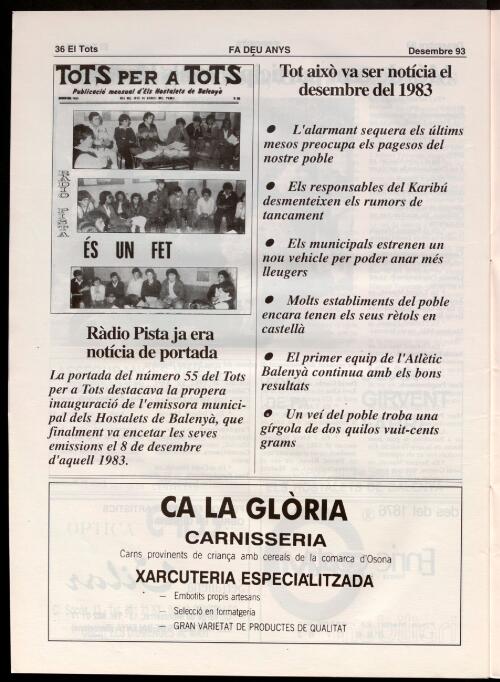 36 El Tots
FA DEU ANYS
Desembre 93
TOTS PER A TOTS
Publicació mensual d'Els Hostalets de Balenyà
RÀDIO PISTA
ÉS UN FET
Ràdio Pista ja era
notícia de portada
La portada del número 55 del Tots
per a Tots destacava la propera
inauguració de l'emissora munici-
pal dels Hostalets de Balenyà, que
finalment va encetar les seves
emissions el 8 de desembre
d'aquell 1983.
Tot això va ser notícia el
desembre del 1983
● L'alarmant sequera els últims
mesos preocupa els pagesos del
nostre poble
● Els responsables del Karibú
desmenteixen els rumors de
tancament
● Els municipals estrenen un
nou vehicle per poder anar més
lleugers
● Molts establiments del poble
encara tenen els seus rètols en
castellà
● El primer equip de l'Atlètic
Balenyà continua amb els bons
resultats
● Un veí del poble troba una
gírgola de dos quilos vuit-cents
grams
CA LA GLÒRIA
CARNISSERIA
Carns provinents de criança amb cereals de la comarca d'Osona
XARCUTERIA ESPECIALITZADA
— Embotits propis artesans
— Selecció en formatgeria
— GRAN VARIETAT DE PRODUCTES DE QUALITAT